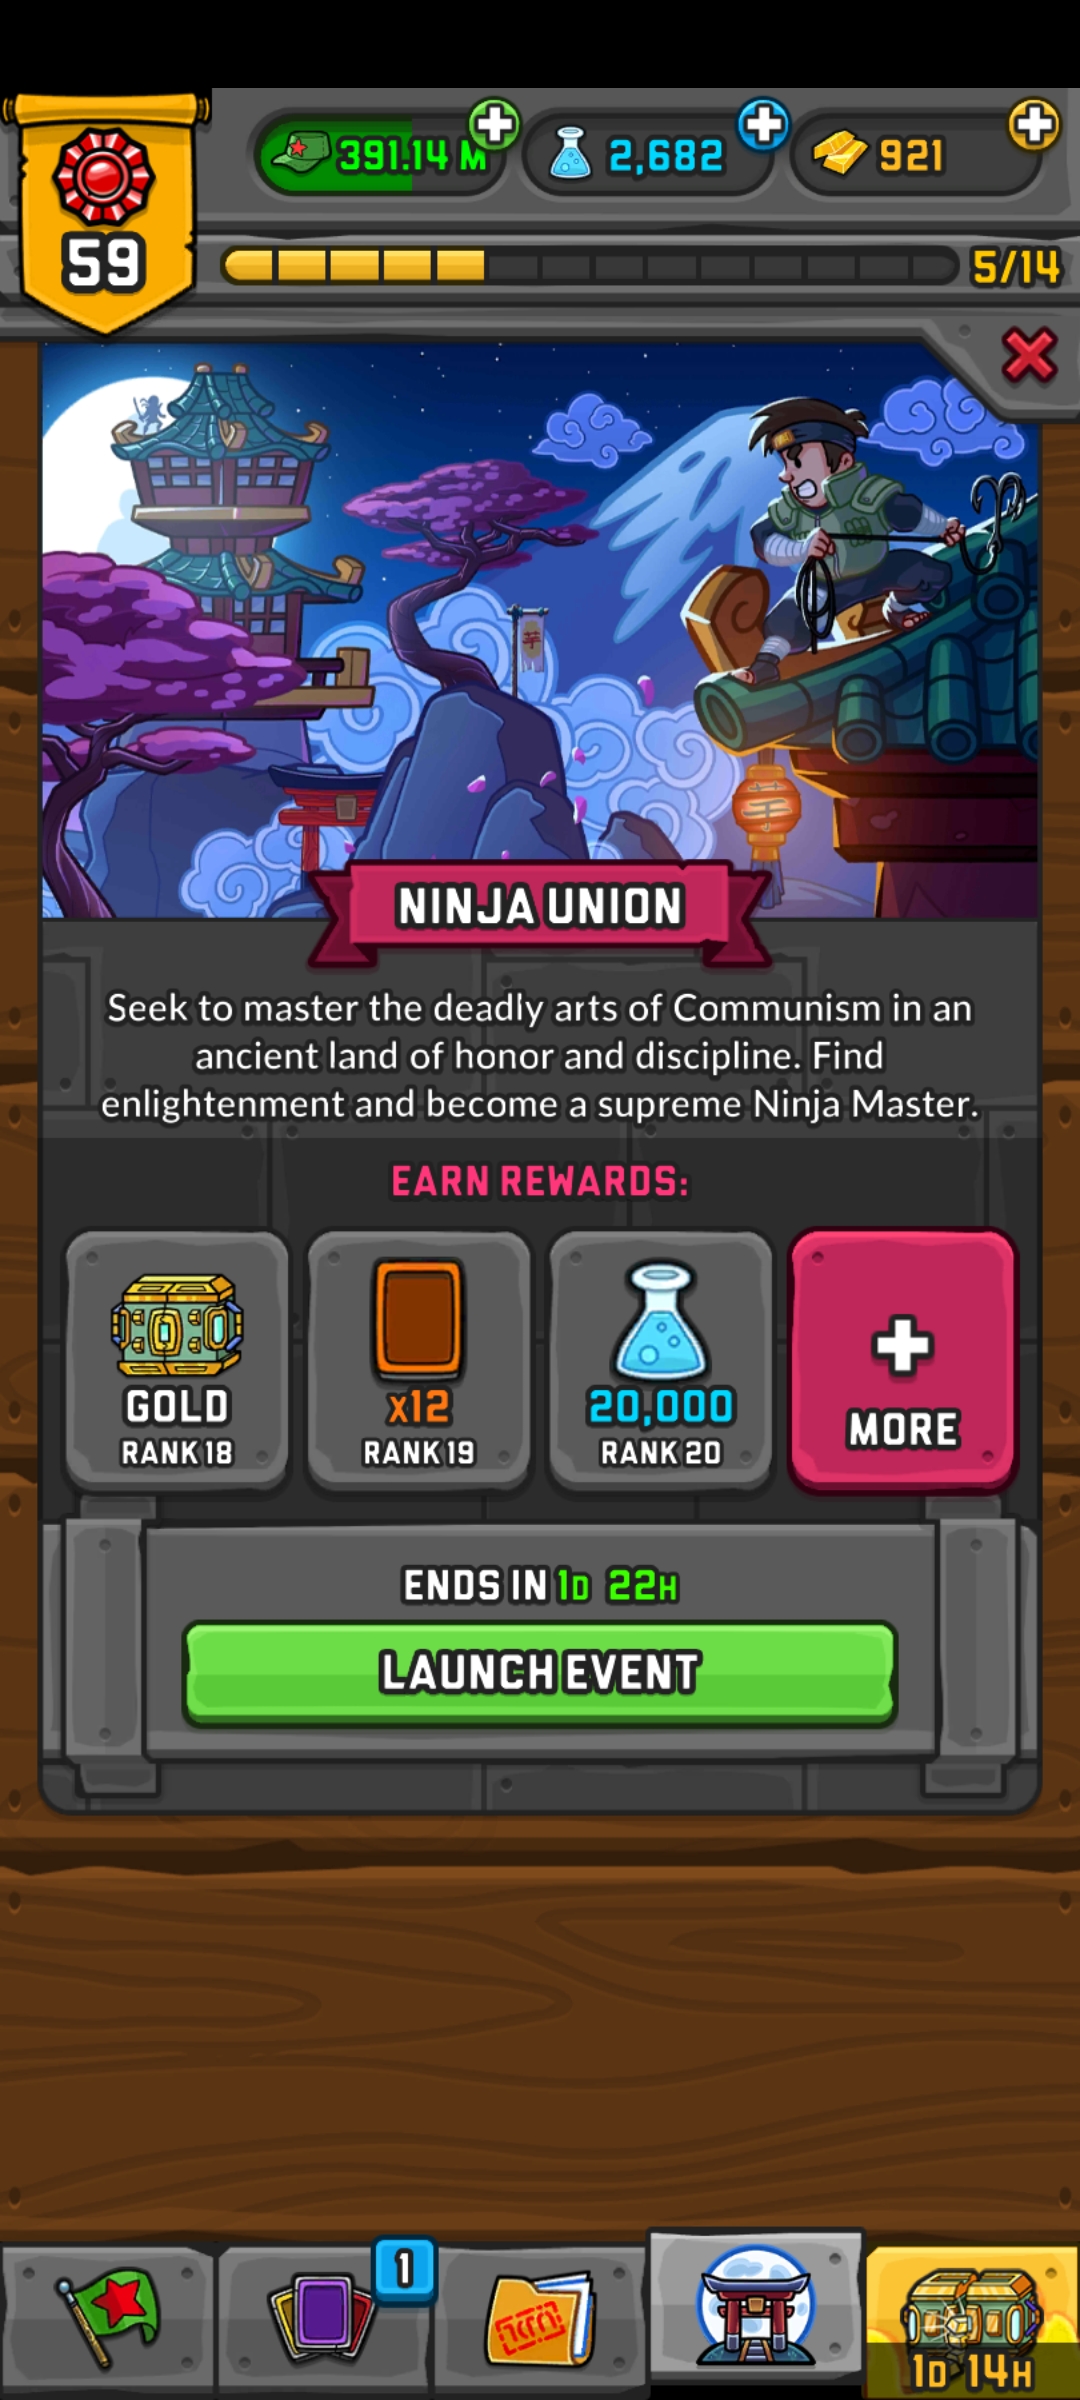 391.14 M
2,682
921
59
5/14
NINJA UNION
Seek to master the deadly arts of Communism in an
ancient land of honor and discipline. Find
enlightenment and become a supreme Ninja Master.
EARN REWARDS:
GOLD
RANK 18
x12
RANK 19
20,000
RANK 20
MORE
ENDS IN 1D 22H
LAUNCH EVENT
1
1D 14H